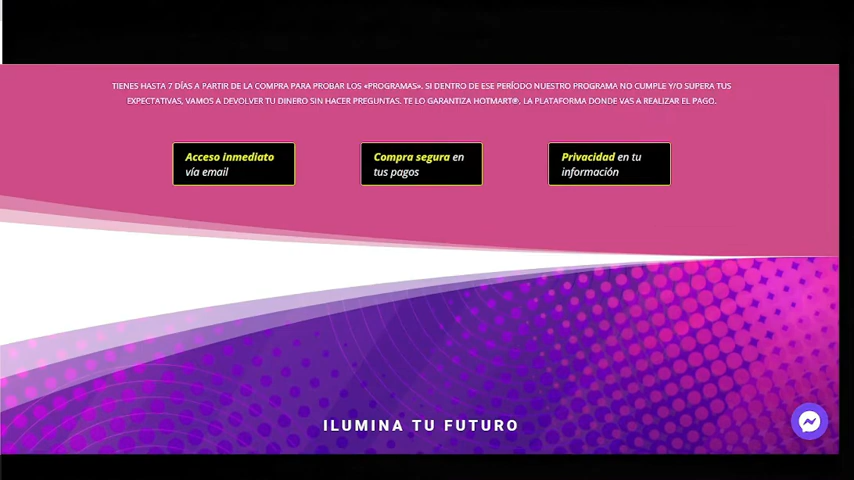 TIENES HASTA 7 DÍAS A PARTIR DE LA COMPRA PARA PROBAR LOS «PROGRAMAS». SI DENTRO DE ESE PERÍODO NUESTRO PROGRAMA NO CUMPLE Y/O SUPERA TUS
EXPECTATIVAS, VAMOS A DEVOLVER TU DINERO SIN HACER PREGUNTAS. TE LO GARANTIZA HOTMART®, LA PLATAFORMA DONDE VAS A REALIZAR EL PAGO.
Acceso inmediato
vía email
Compra segura en
tus pagos
Privacidad en tu
información
ILUMINA TU FUTURO